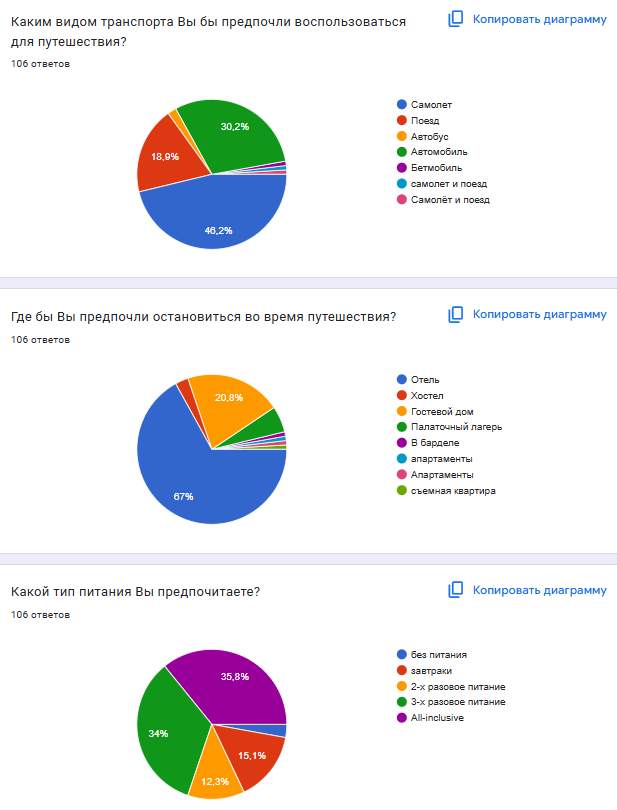 Каким видом транспорта Вы бы предпочли воспользоваться
для путешествия?
Копировать диаграмму
106 ответов
30,2%
18,9%
46,2%
Самолет
Поезд
Автобус
Автомобиль
Бетмобиль
самолет и поезд
Самолёт и поезд
Где бы Вы предпочли остановиться во время путешествия?
Копировать диаграмму
106 ответов
20,8%
67%
Отель
Хостел
Гостевой дом
Палаточный лагерь
В барделе
апартаменты
Апартаменты
съемная квартира
Какой тип питания Вы предпочитаете?
Копировать диаграмму
106 ответов
35,8%
34%
15,1%
12,3%
без питания
завтраки
2-х разовое питание
3-х разовое питание
All-inclusive